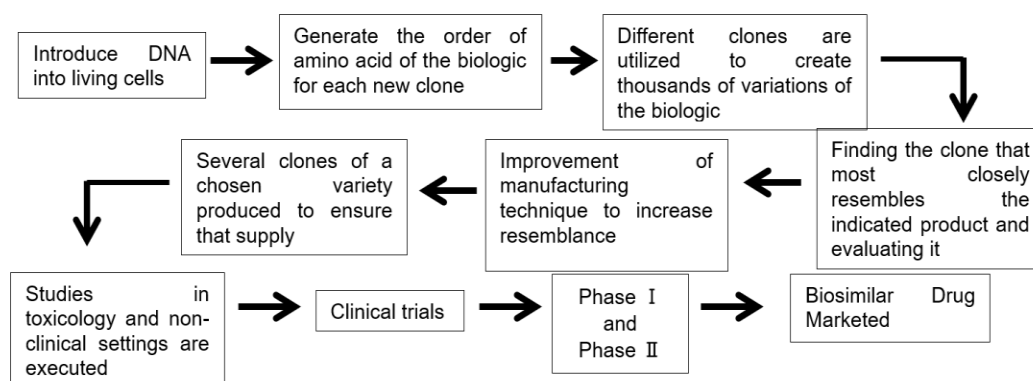 Introduce DNA
into living cells
Generate the order of
amino acid of the biologic
for each new clone
Different clones are
utilized to create
thousands of variations of
the biologic
Finding the clone that
most closely
resembles the
indicated product and
evaluating it
Improvement of
manufacturing
technique to increase
resemblance
Several clones of a
chosen variety
produced to ensure
that supply
Studies in
toxicology and non-
clinical settings are
executed
Clinical trials
Phase Ⅰ
and
Phase Ⅱ
Biosimilar Drug
Marketed